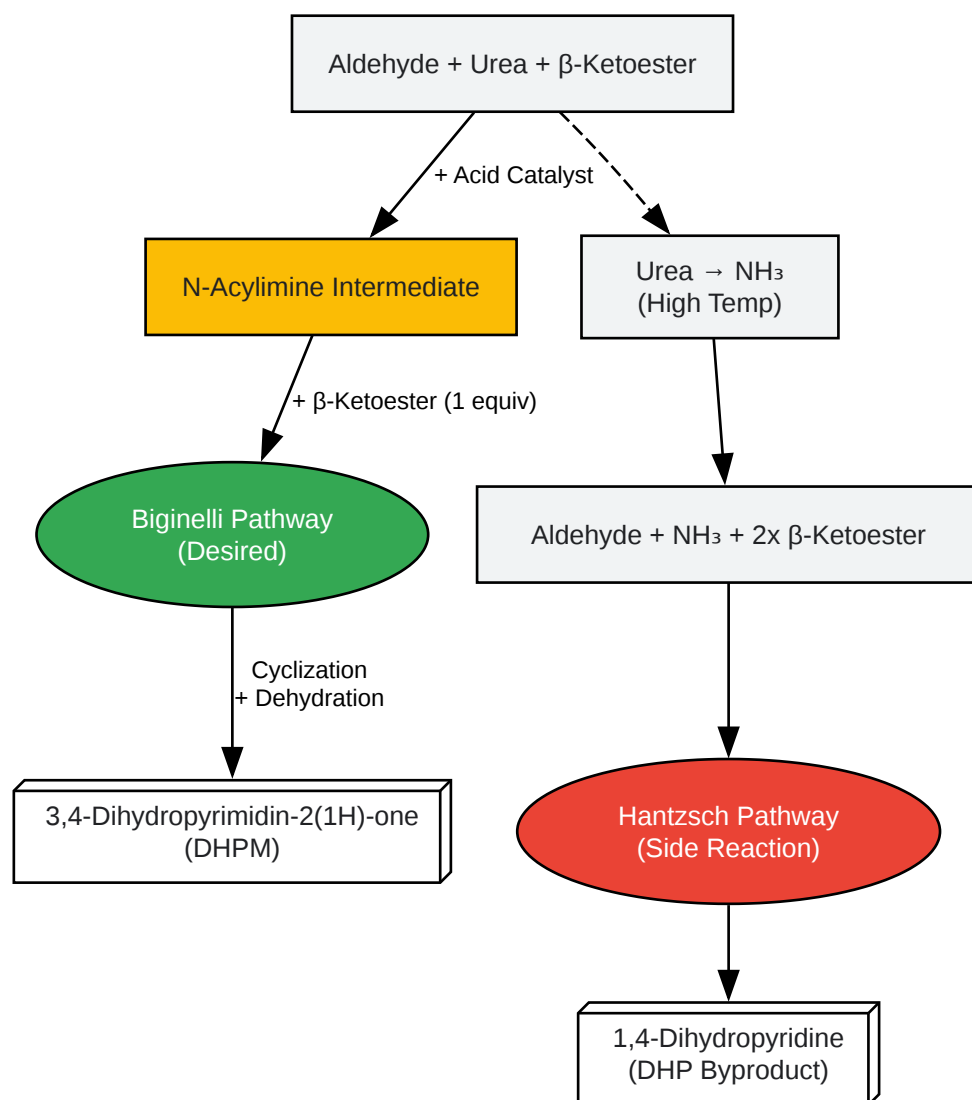 Aldehyde + Urea + β-Ketoester
+ Acid Catalyst
N-Acylimine Intermediate
Urea → NH₃
(High Temp)
+ β-Ketoester (1 equiv)
Biginelli Pathway
(Desired)
Aldehyde + NH₃ + 2x β-Ketoester
Cyclization
+ Dehydration
3,4-Dihydropyrimidin-2(1H)-one
(DHPM)
Hantzsch Pathway
(Side Reaction)
1,4-Dihydropyridine
(DHP Byproduct)